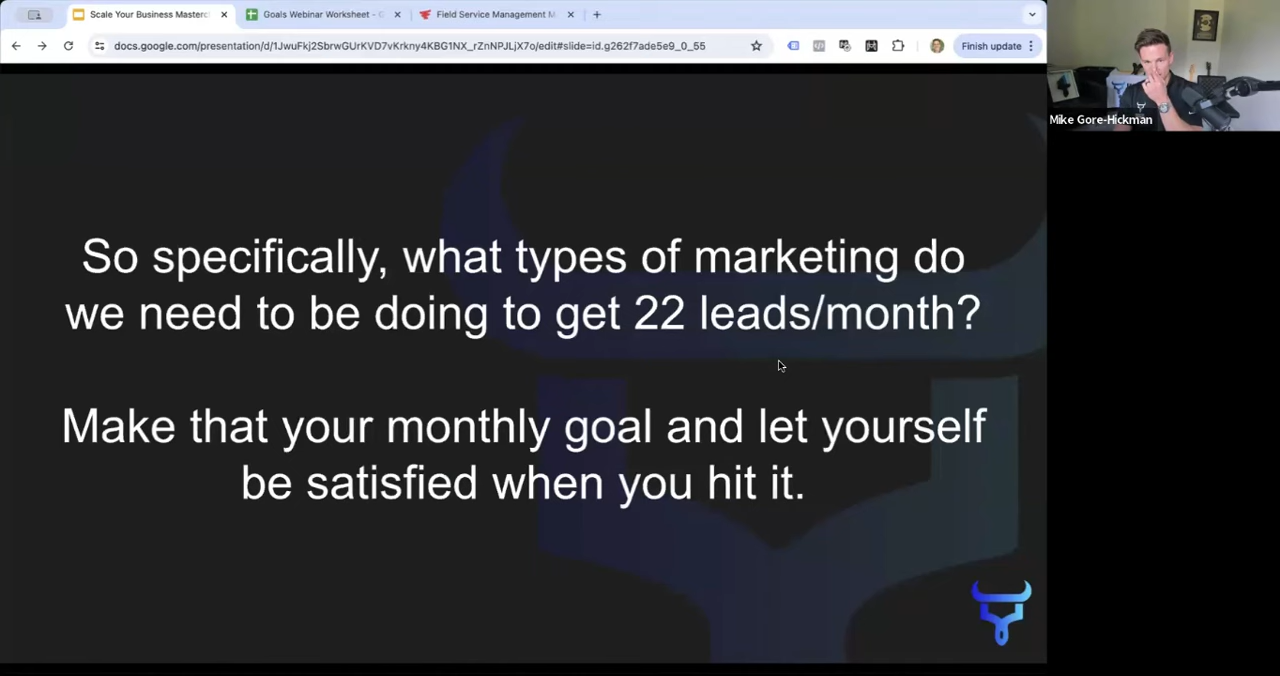 Scale Your Business Masterc
Goals Webinar Worksheet - G
Field Service Management M
docs.google.com/presentation/d/1JwuFkj2SbrwGUrKVD7vKrkny4KBG1NX_rZnNPJLjX7o/edit#slide=id.g262f7ade5e9_0_55
Finish update
Mike Gore-Hickman
So specifically, what types of marketing do
we need to be doing to get 22 leads/month?
Make that your monthly goal and let yourself
be satisfied when you hit it.